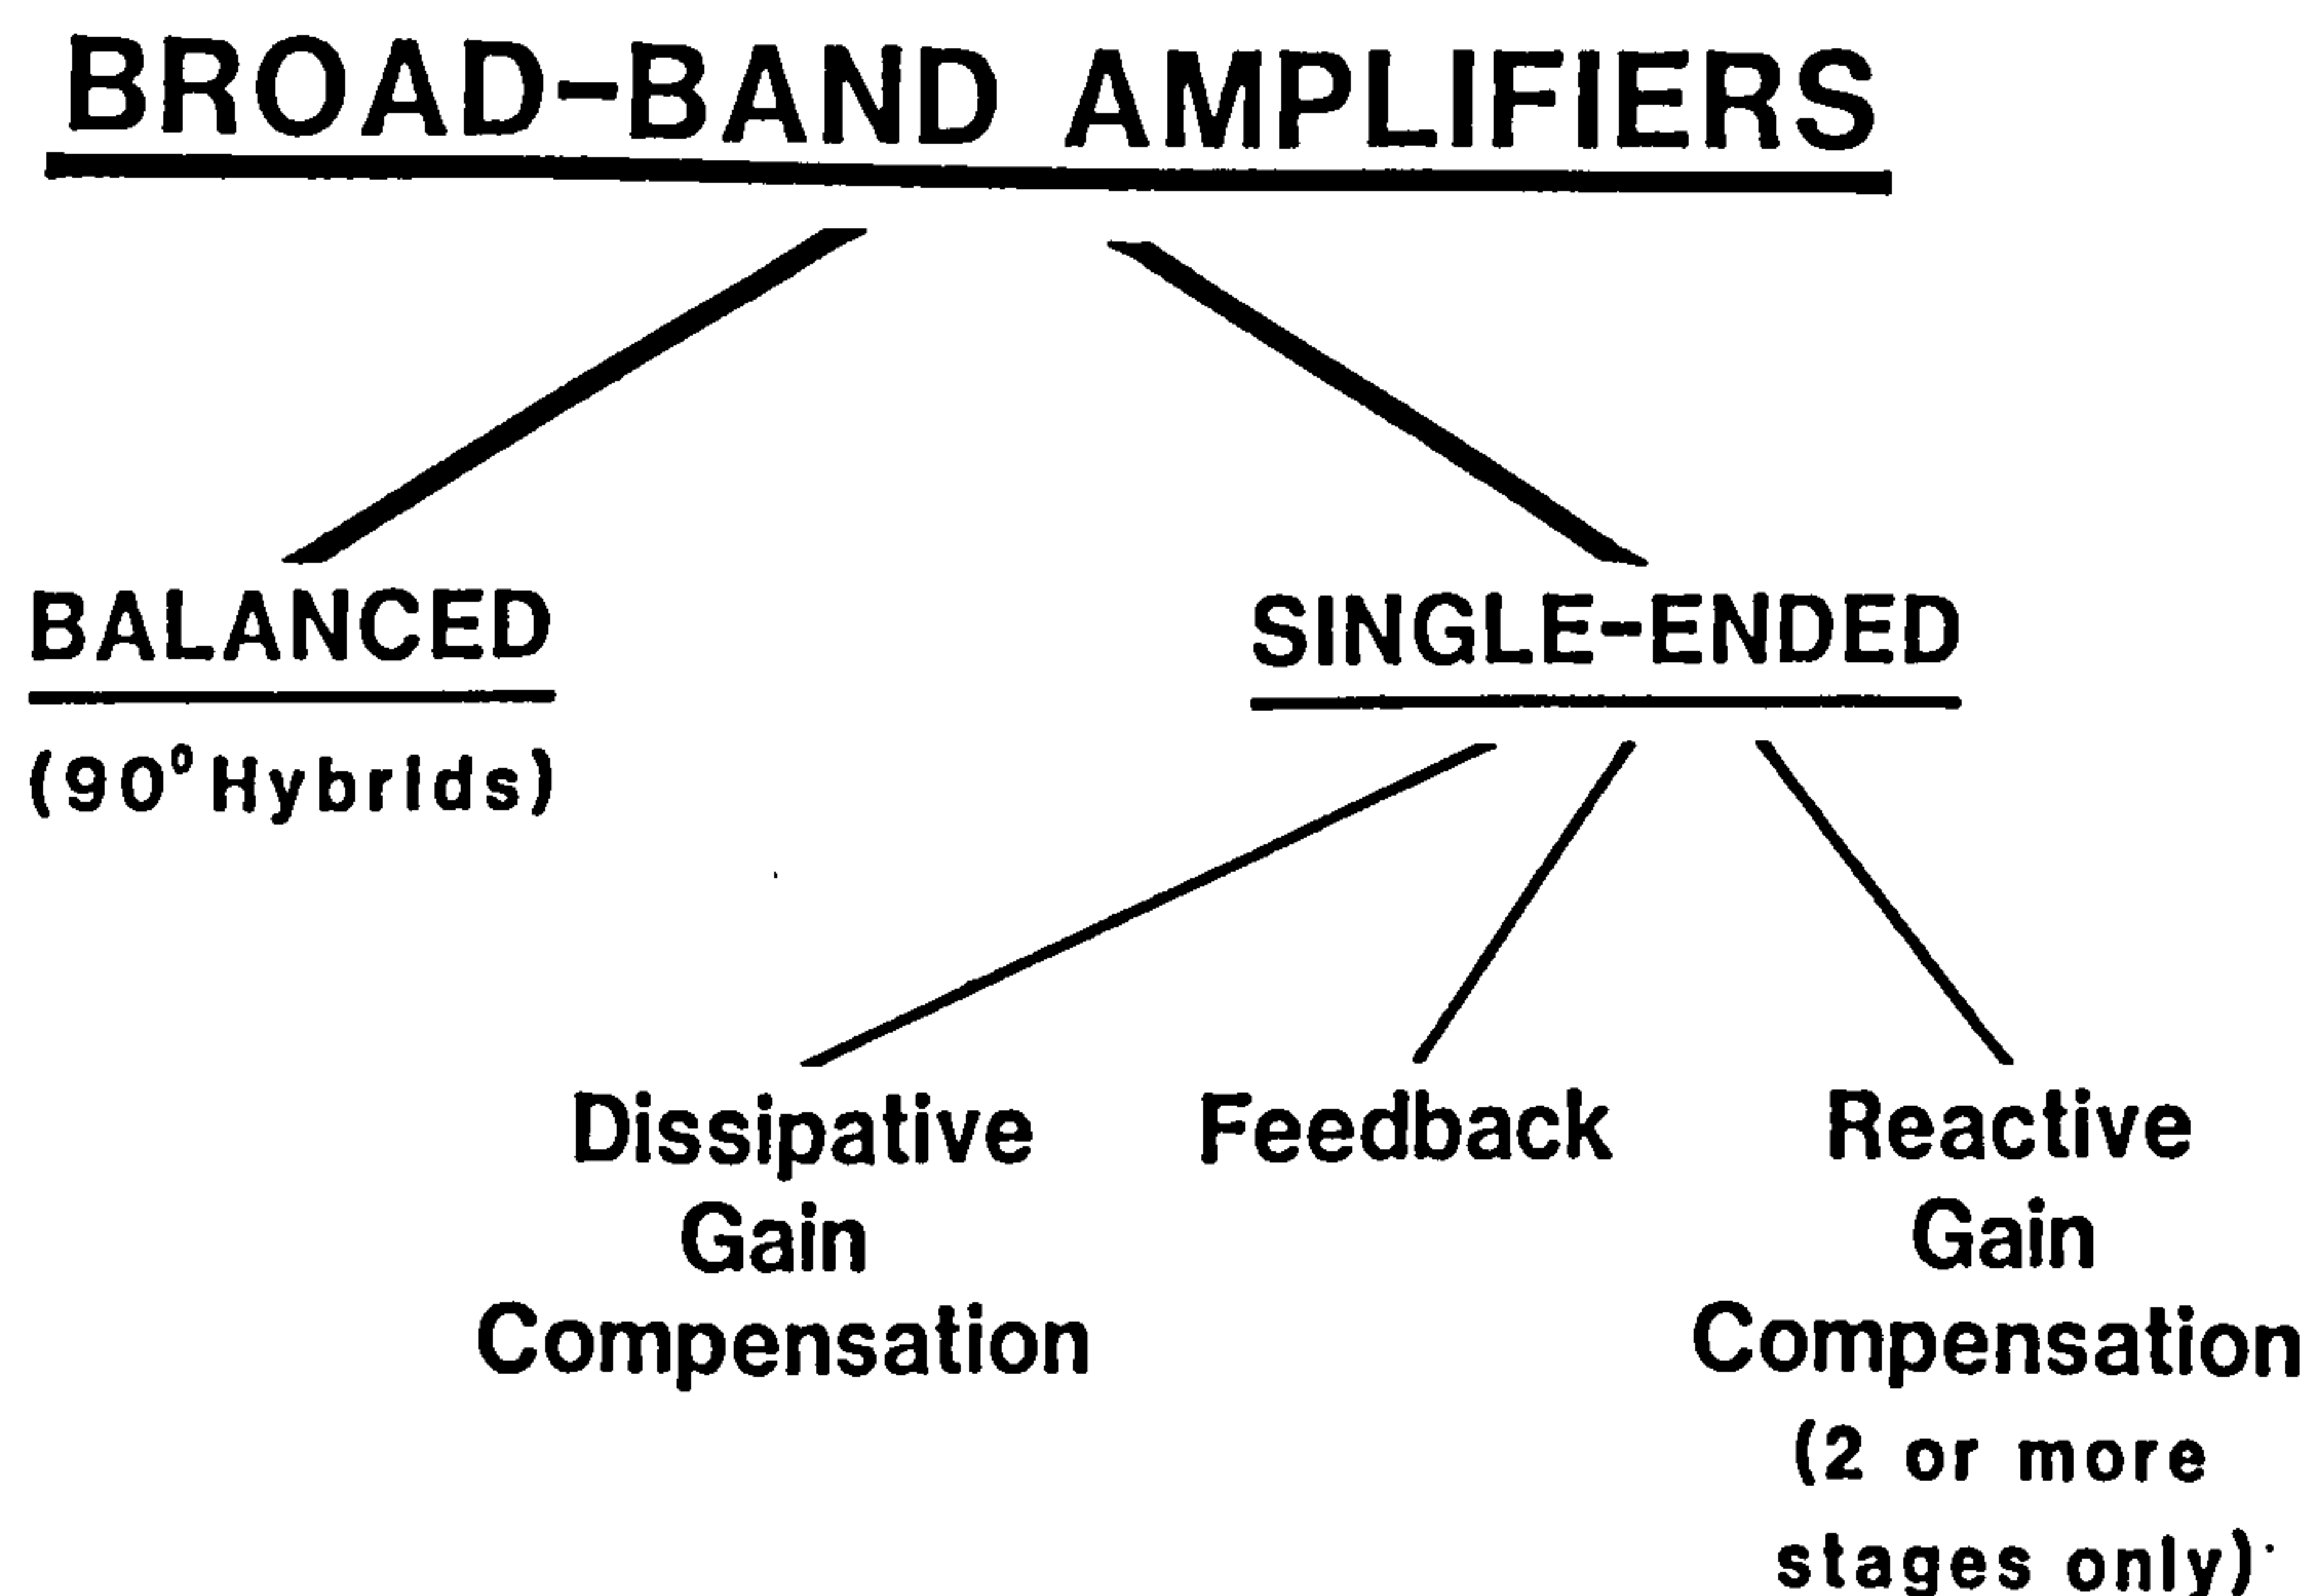 BROAD-BAND AMPLIFIERS
BALANCED
(90° Hybrids)
SINGLE-ENDED
Dissipative
Gain
Compensation
Feedback
Reactive
Gain
Compensation
(2 or more
stages only)